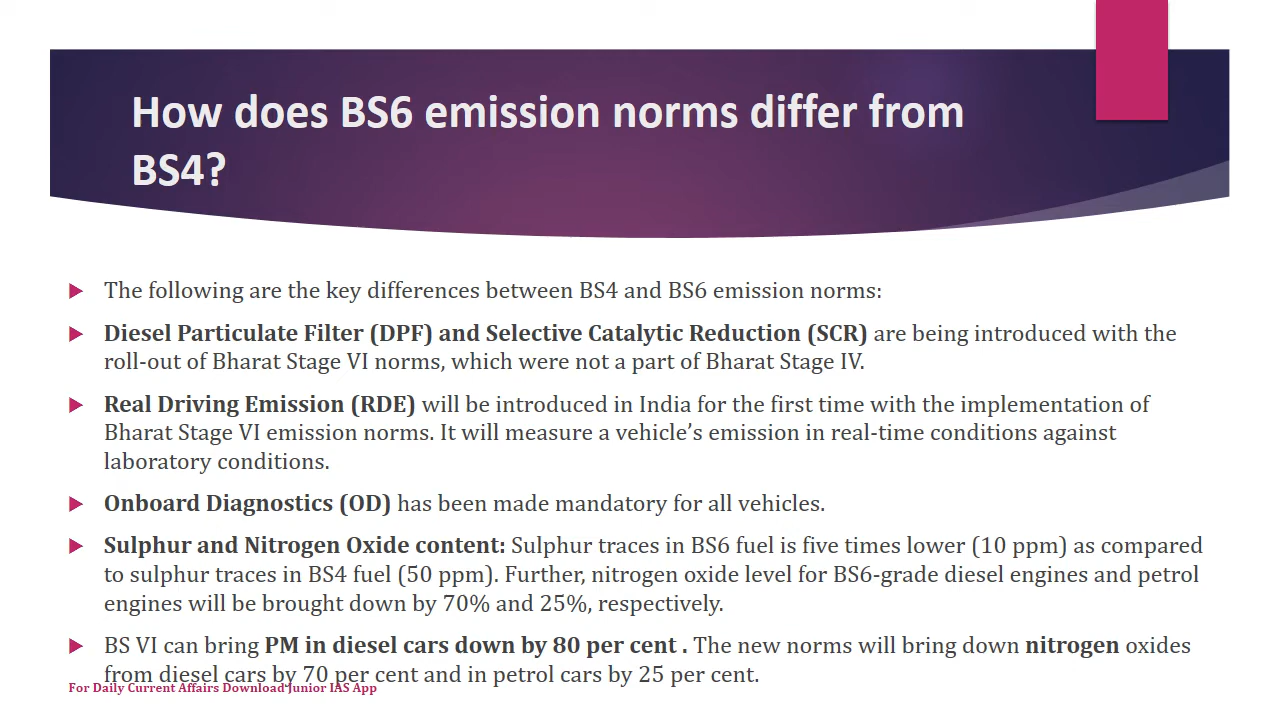 How does BS6 emission norms differ from
BS4?
The following are the key differences between BS4 and BS6 emission norms:
Diesel Particulate Filter (DPF) and Selective Catalytic Reduction (SCR) are being introduced with the
roll-out of Bharat Stage VI norms, which were not a part of Bharat Stage IV.
Real Driving Emission (RDE) will be introduced in India for the first time with the implementation of
Bharat Stage VI emission norms. It will measure a vehicle’s emission in real-time conditions against
laboratory conditions.
Onboard Diagnostics (OD) has been made mandatory for all vehicles.
Sulphur and Nitrogen Oxide content: Sulphur traces in BS6 fuel is five times lower (10 ppm) as compared
to sulphur traces in BS4 fuel (50 ppm). Further, nitrogen oxide level for BS6-grade diesel engines and petrol
engines will be brought down by 70% and 25%, respectively.
BS VI can bring PM in diesel cars down by 80 per cent . The new norms will bring down nitrogen oxides
from diesel cars by 70 per cent and in petrol cars by 25 per cent.
For Daily Current Affairs Download Junior IAS App